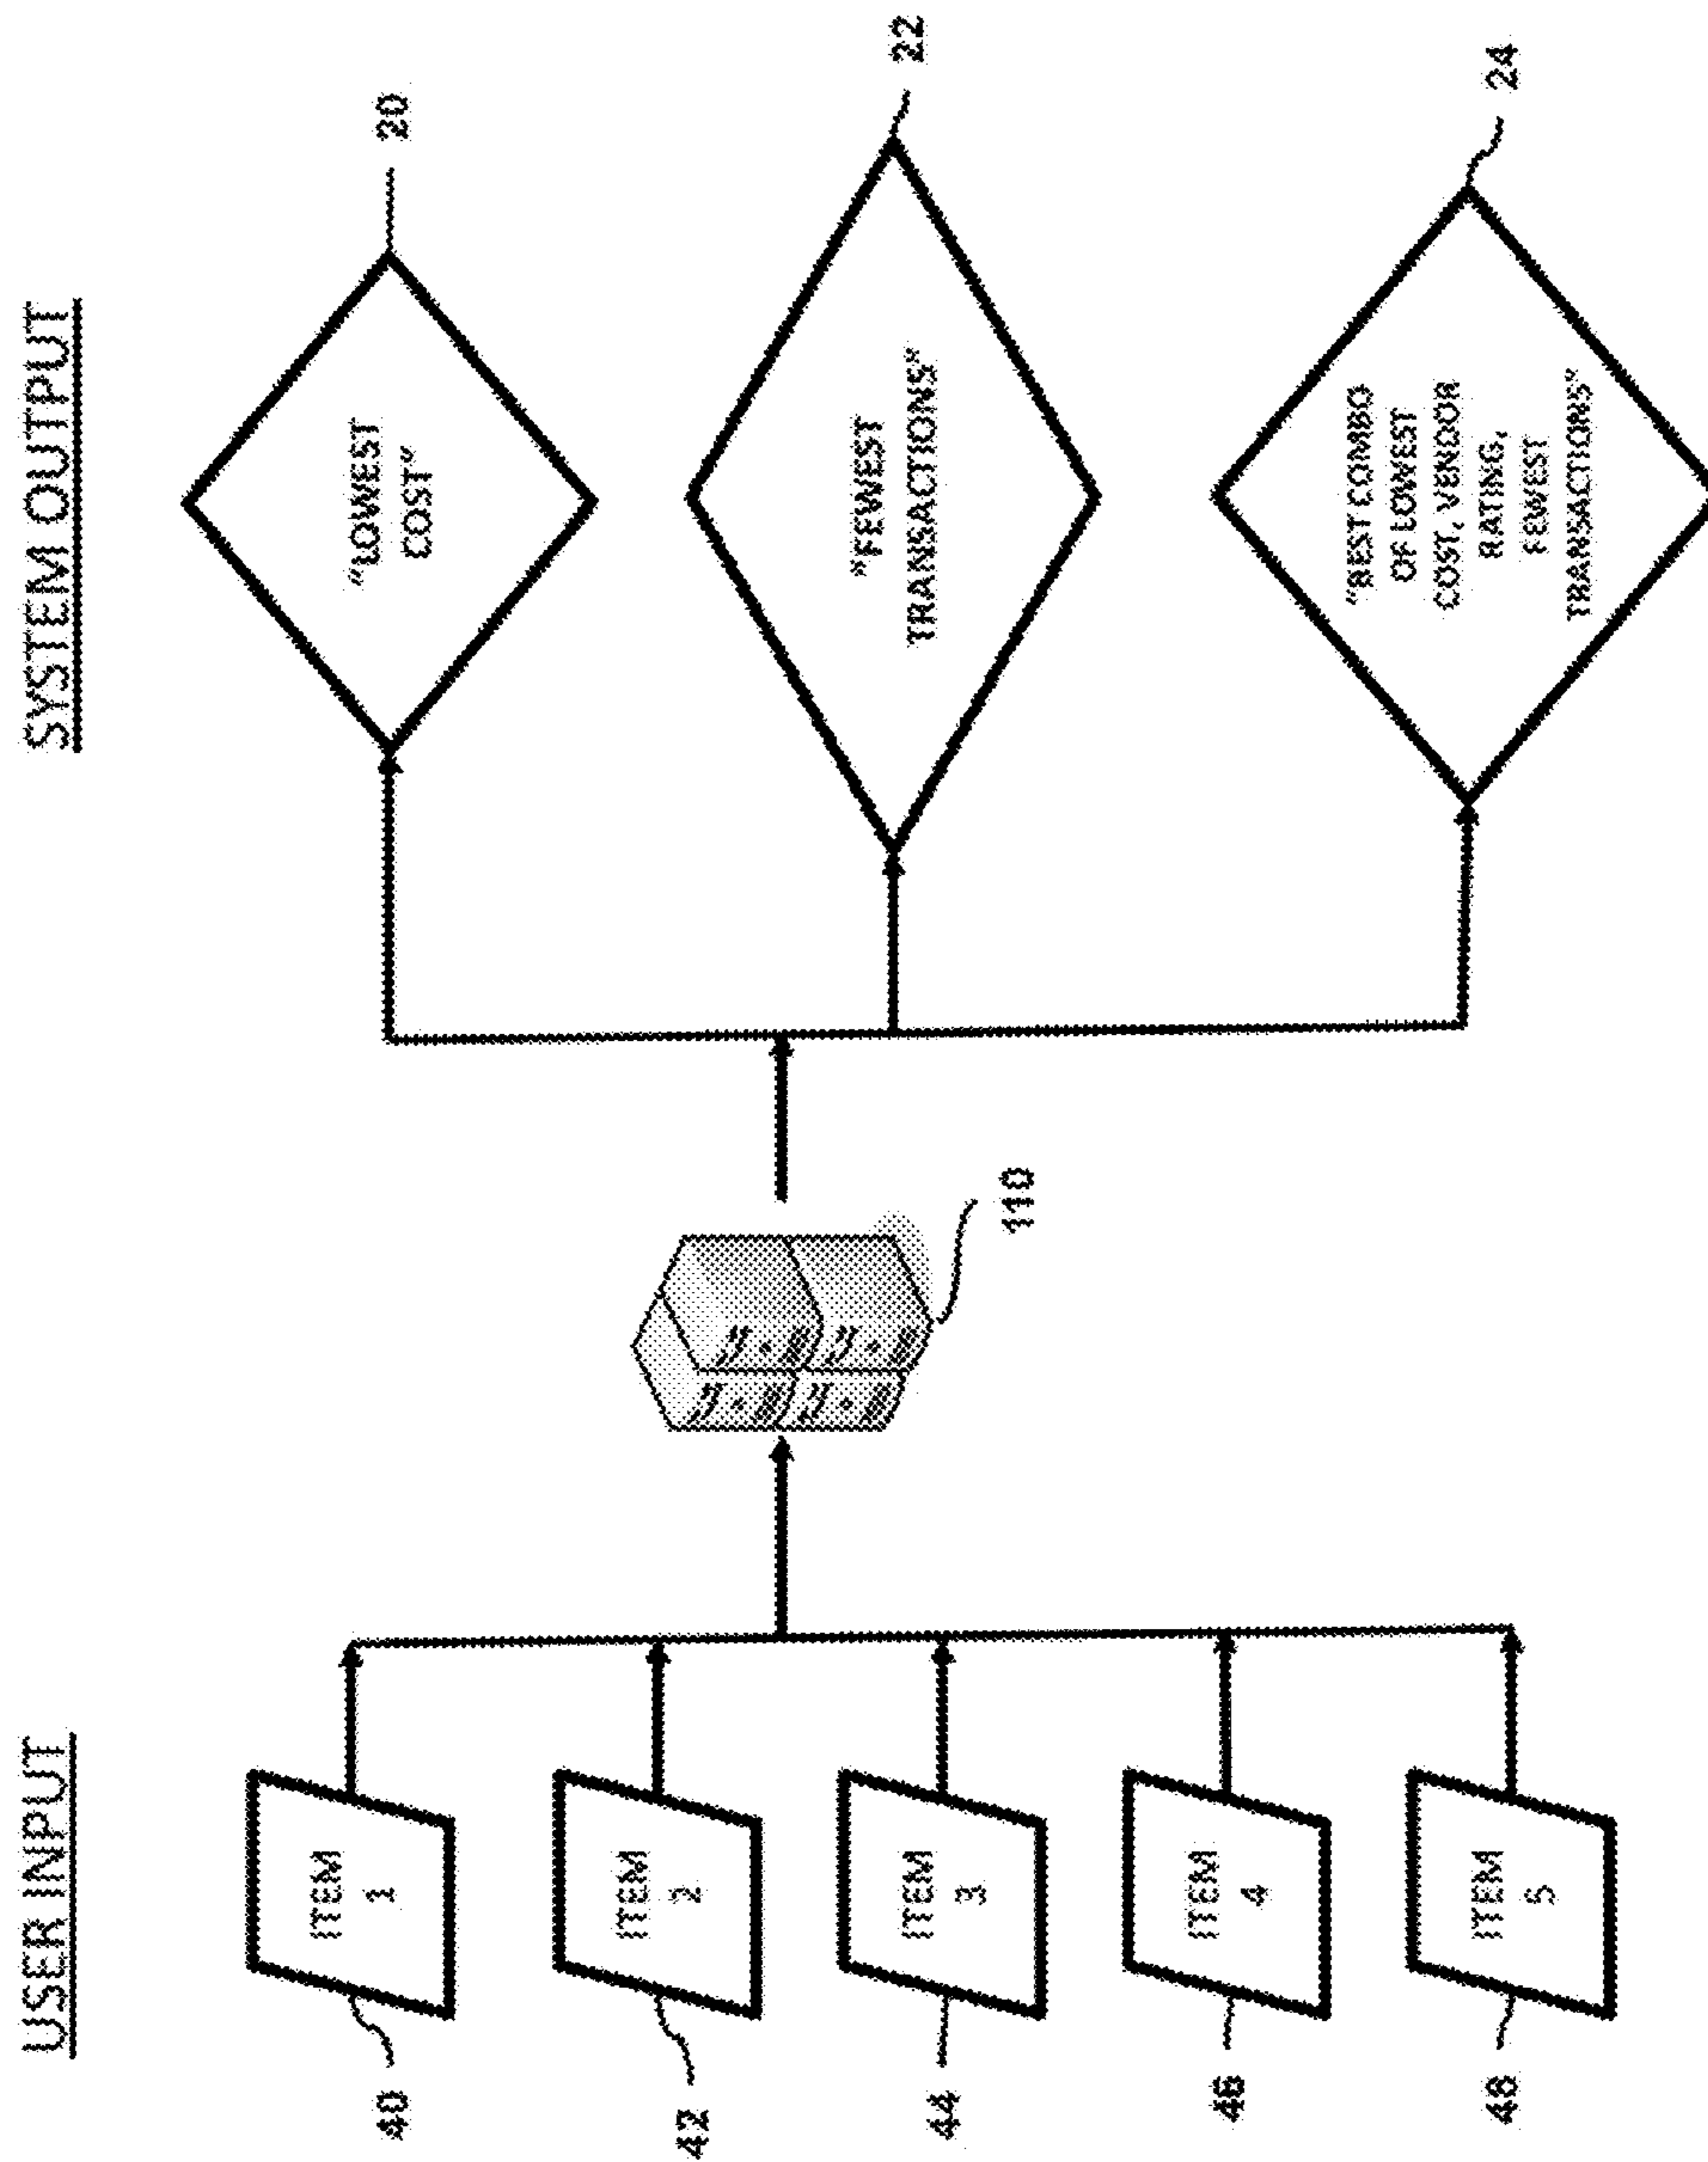 USER INPUT
SYSTEM OUTPUT
40
ITEM
1
42
ITEM
2
44
ITEM
3
46
ITEM
4
48
ITEM
5
110
"LOWEST
COST"
20
"FEWEST
TRANSACTIONS"
22
"BEST COMBO
OF LOWEST
COST, VENDOR
RATING,
FEWEST
TRANSACTIONS"
24